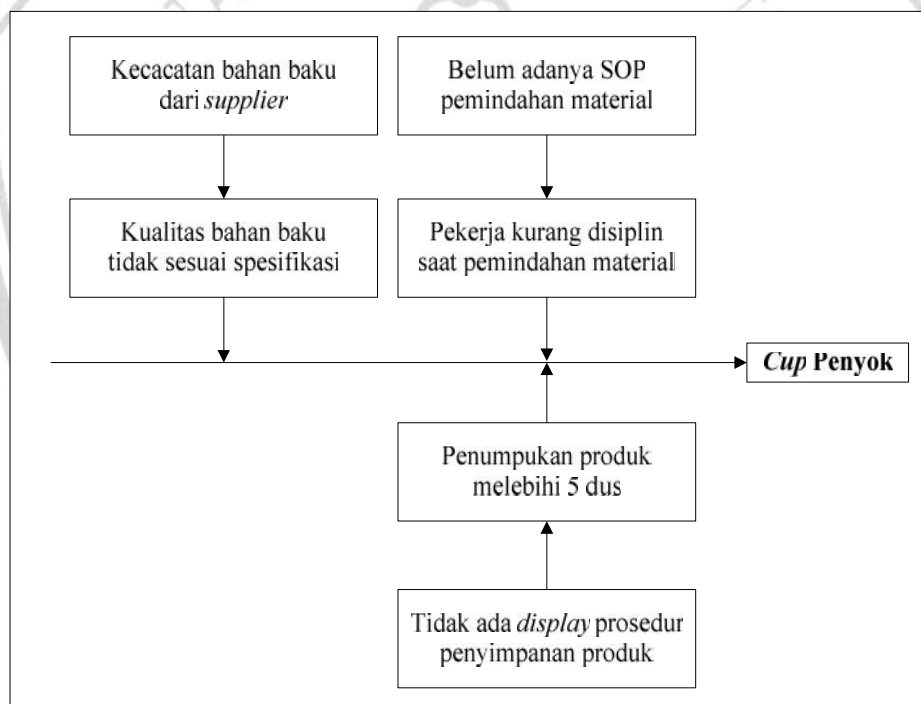 Kecacatan bahan baku
dari supplier
Belum adanya SOP
pemindahan material
Kualitas bahan baku
tidak sesuai spesifikasi
Pekerja kurang disiplin
saat pemindahan material
Cup Penyok
Penumpukan produk
melebihi 5 dus
Tidak ada display prosedur
penyimpanan produk